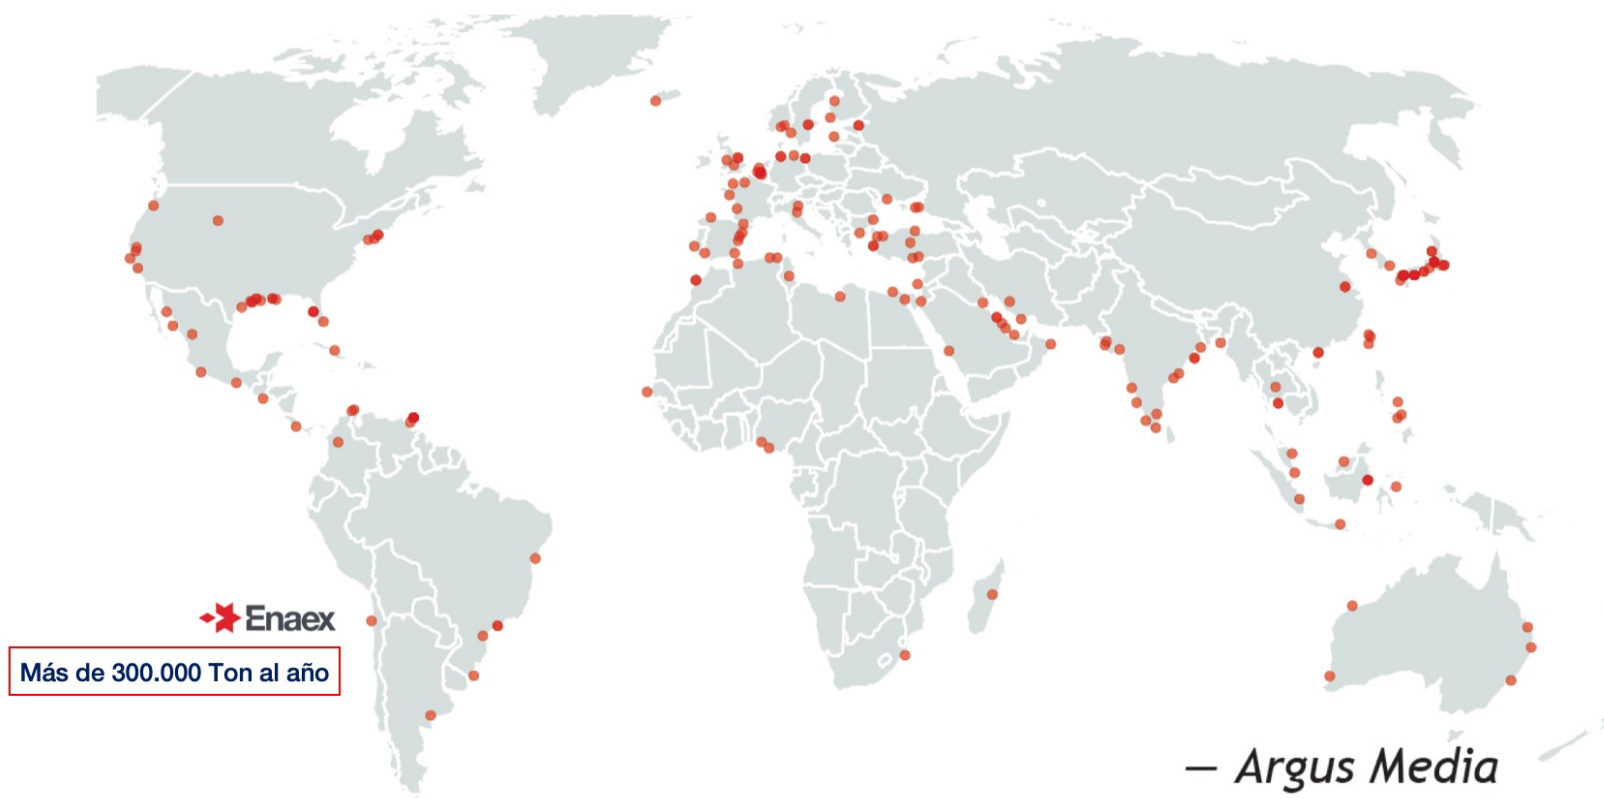 Enaex
Más de 300.000 Ton al año
— Argus Media